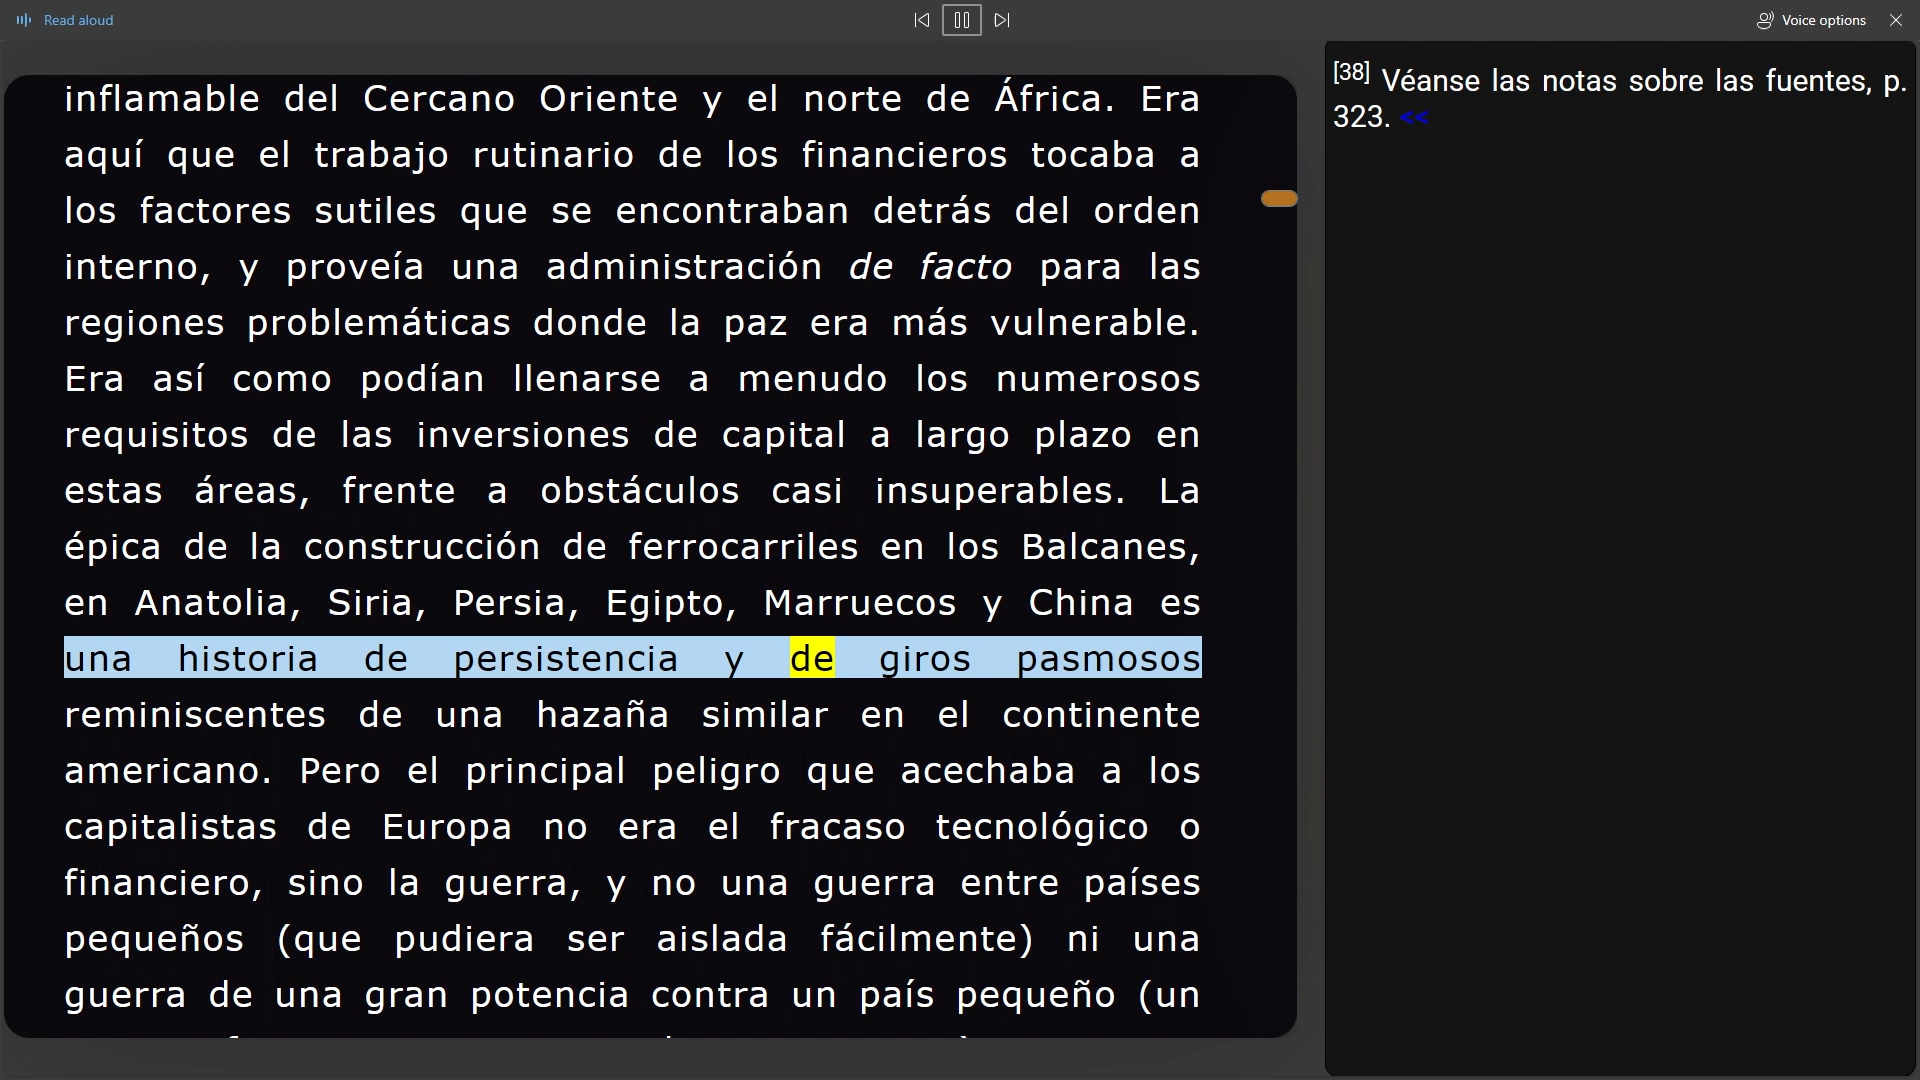 Read aloud
Voice options
inflamable del Cercano Oriente y el norte de África. Era
aquí que el trabajo rutinario de los financieros tocaba a
los factores sutiles que se encontraban detrás del orden
interno, y proveía una administración de facto para las
regiones problemáticas donde la paz era más vulnerable.
Era así como podían llenarse a menudo los numerosos
requisitos de las inversiones de capital a largo plazo en
estas áreas, frente a obstáculos casi insuperables. La
épica de la construcción de ferrocarriles en los Balcanes,
en Anatolia, Siria, Persia, Egipto, Marruecos y China es
una historia de persistencia y de giros pasmosos
reminiscentes de una hazaña similar en el continente
americano. Pero el principal peligro que acechaba a los
capitalistas de Europa no era el fracaso tecnológico o
financiero, sino la guerra, y no una guerra entre países
pequeños (que pudiera ser aislada fácilmente) ni una
guerra de una gran potencia contra un país pequeño (un
[38] Véanse las notas sobre las fuentes, p.
323. <<